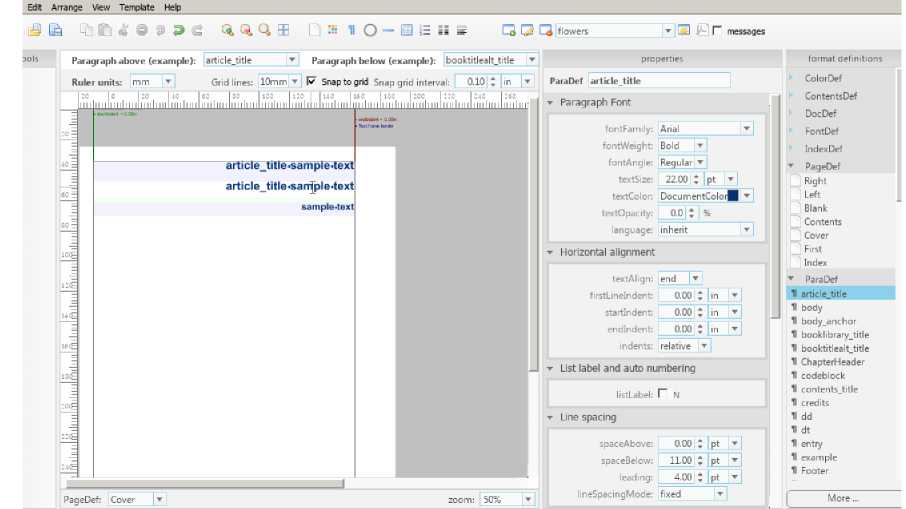 Edit Arrange View Template Help
flowers messages
ools
Paragraph above (example): article_title Paragraph below (example): booktitlealt_title
Ruler units: mm Grid lines: 10mm Snap to grid Snap grid interval: 0.10 in
article_title•sample•text
article_title•sample•text
sample•text
PageDef: Cover zoom: 50%
properties
ParaDef article_title
Paragraph Font
fontFamily: Arial
fontWeight: Bold
fontAngle: Regular
textSize: 22.00 pt
textColor: DocumentColor
textOpacity: 0.0 %
language: inherit
Horizontal alignment
textAlign: end
firstLineIndent: 0.00 in
startIndent: 0.00 in
endIndent: 0.00 in
indents: relative
List label and auto numbering
listLabel: N
Line spacing
spaceAbove: 0.00 pt
spaceBelow: 11.00 pt
leading: 4.00 pt
lineSpacingMode: fixed
format definitions
ColorDef
ContentsDef
DocDef
FontDef
IndexDef
PageDef
Right
Left
Blank
Contents
Cover
First
Index
ParaDef
¶ article_title
¶ body
¶ body_anchor
¶ booklibrary_title
¶ booktitlealt_title
¶ ChapterHeader
¶ codeblock
¶ contents_title
¶ credits
¶ dd
¶ dt
¶ entry
¶ example
¶ Footer
More ...